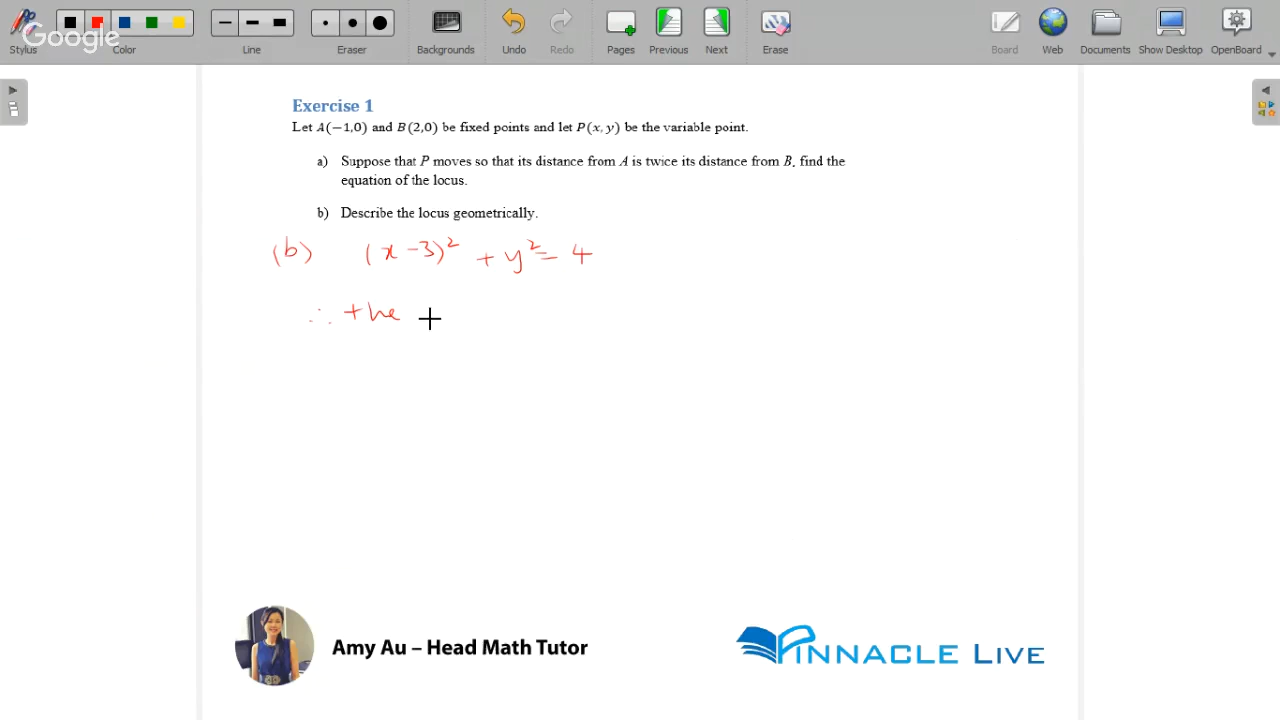 Stylus
Color
Line
Eraser
Backgrounds
Undo
Redo
Pages
Previous
Next
Erase
Board
Web
Documents
Show Desktop
OpenBoard
Google
Exercise 1
Let A(−1,0) and B(2,0) be fixed points and let P(x, y) be the variable point.
a) Suppose that P moves so that its distance from A is twice its distance from B, find the
equation of the locus.
b) Describe the locus geometrically.
(b) (x -3)² + y² = 4
∴ the
Amy Au – Head Math Tutor
PINNACLE LIVE